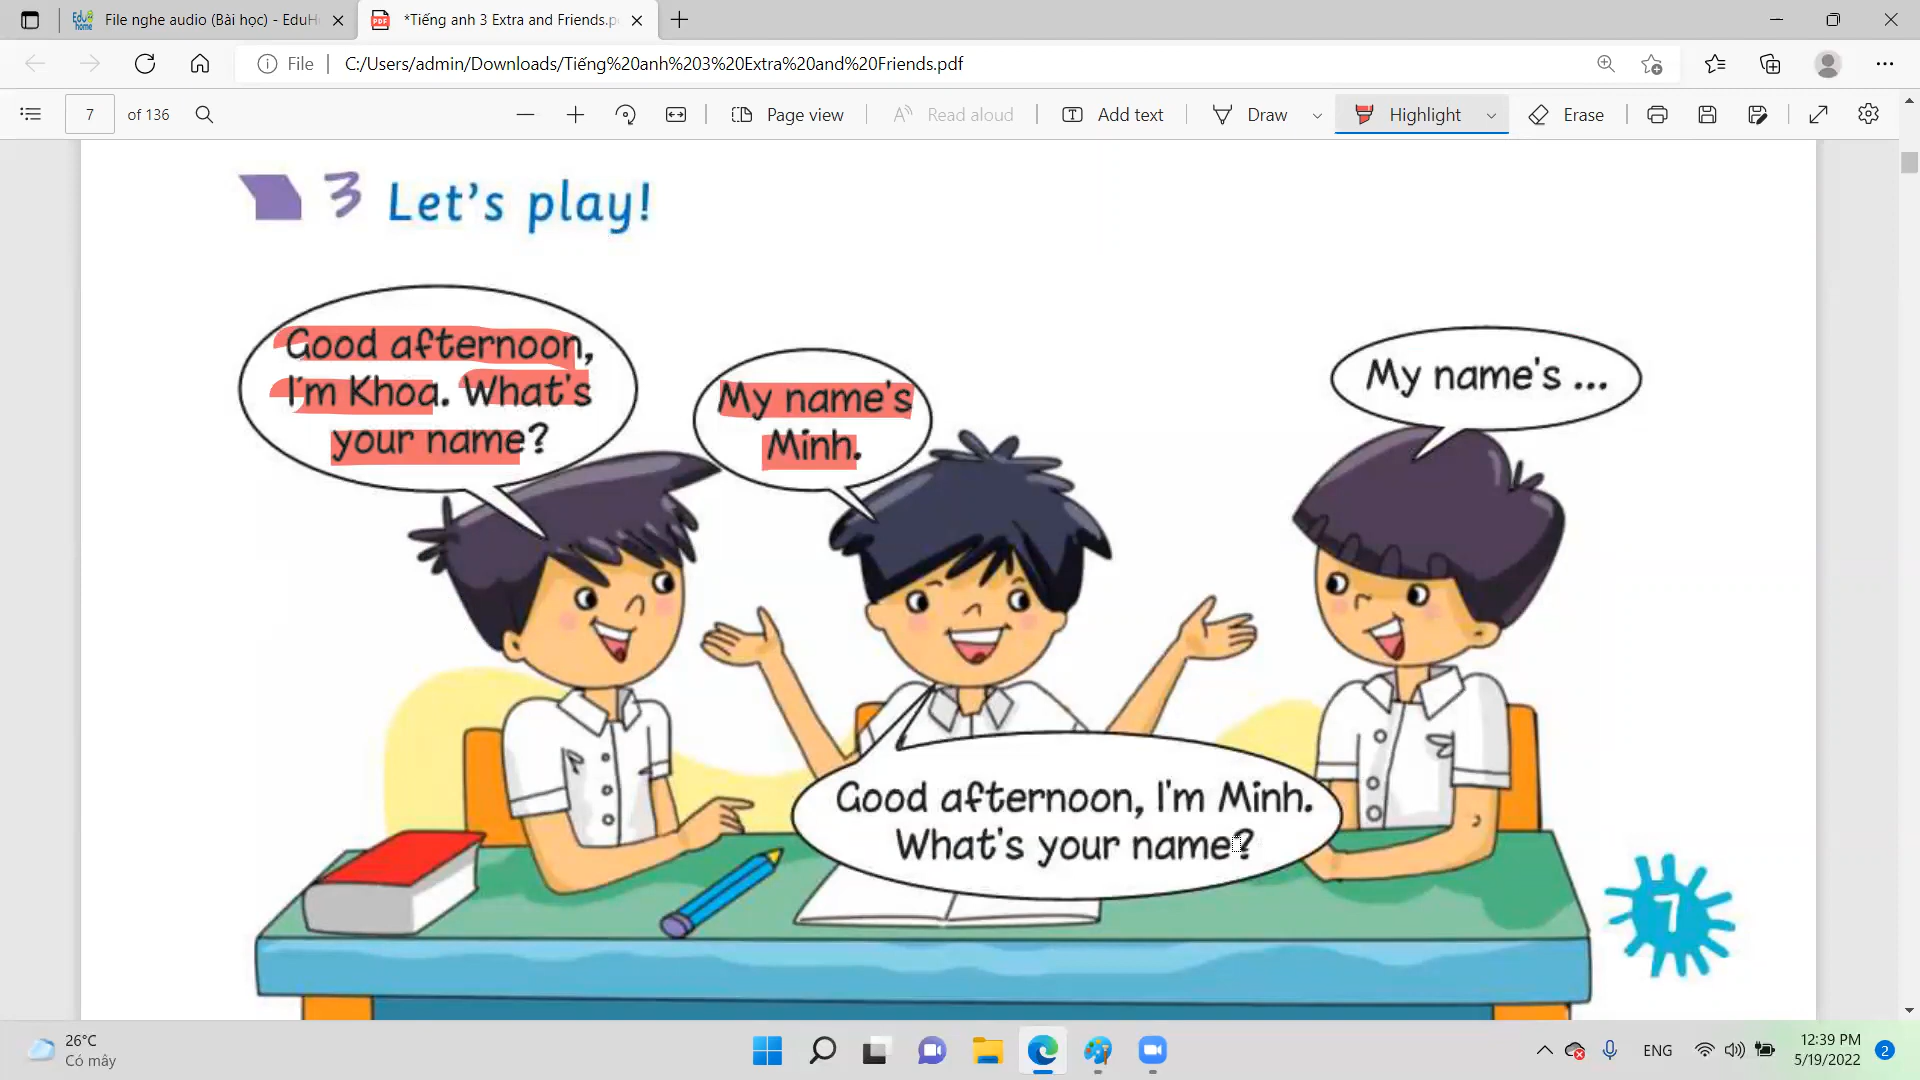 File nghe audio (Bài học) - EduH
*Tiếng anh 3 Extra and Friends.p
File
C:/Users/admin/Downloads/Tiếng%20anh%203%20Extra%20and%20Friends.pdf
7 of 136
Page view
Read aloud
Add text
Draw
Highlight
Erase
3 Let's play!
Good afternoon,
I'm Khoa. What's
your name?
My name's
Minh.
My name's ...
Good afternoon, I'm Minh.
What's your name?
7
26°C
Có mây
ENG
12:39 PM
5/19/2022
2